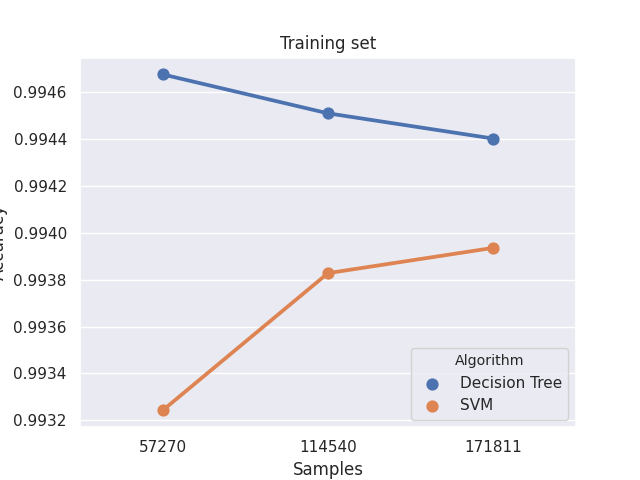 Training set
0.9946
0.9944
0.9942
0.9940
0.9938
0.9936
0.9934
0.9932
Accuracy
57270 114540 171811
Samples
Algorithm
Decision Tree
SVM